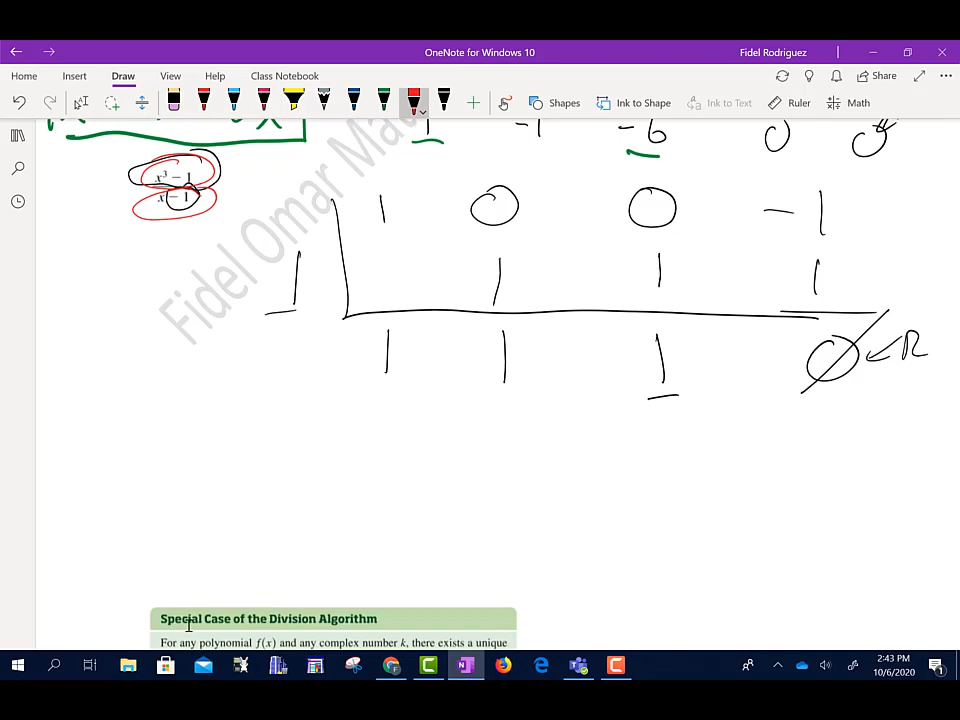 OneNote for Windows 10
Fidel Rodriguez
Home Insert Draw View Help Class Notebook Share
Shapes Ink to Shape Ink to Text Ruler Math
1 -1 -6 0
x³ − 1
x − 1
Fidel Omar Ma
1 0 0 -1
1 1 1 1
1 1 1 0 ← R
Special Case of the Division Algorithm
For any polynomial f(x) and any complex number k, there exists a unique
2:43 PM
10/6/2020